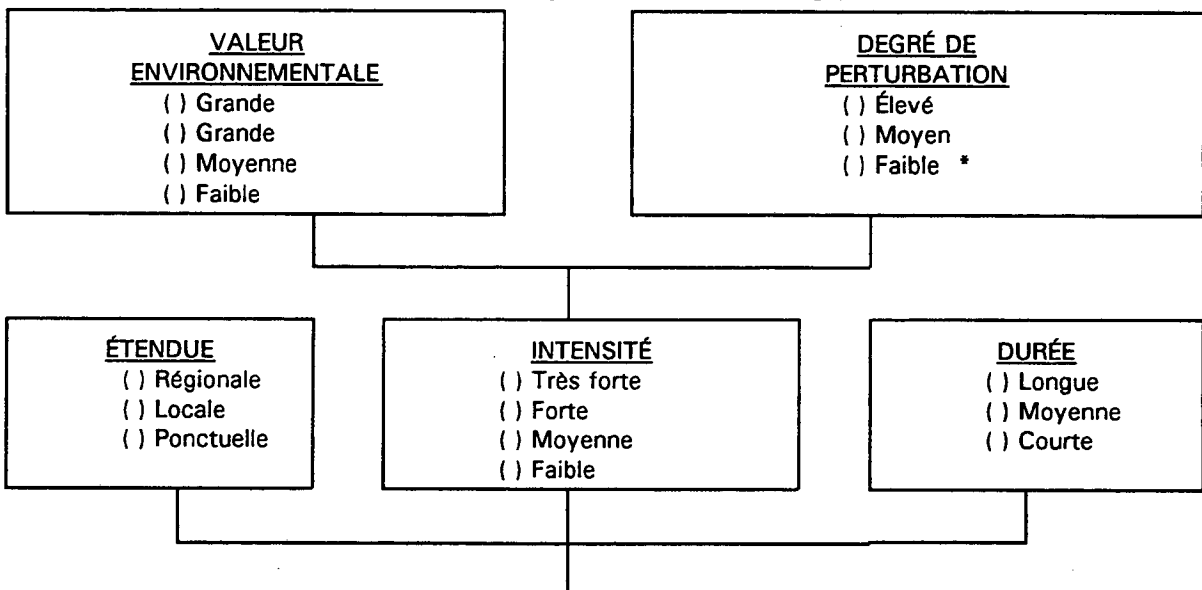 VALEUR
ENVIRONNEMENTALE
( ) Grande
( ) Grande
( ) Moyenne
( ) Faible
DEGRÉ DE
PERTURBATION
( ) Élevé
( ) Moyen
( ) Faible *
ÉTENDUE
( ) Régionale
( ) Locale
( ) Ponctuelle
INTENSITÉ
( ) Très forte
( ) Forte
( ) Moyenne
( ) Faible
DURÉE
( ) Longue
( ) Moyenne
( ) Courte